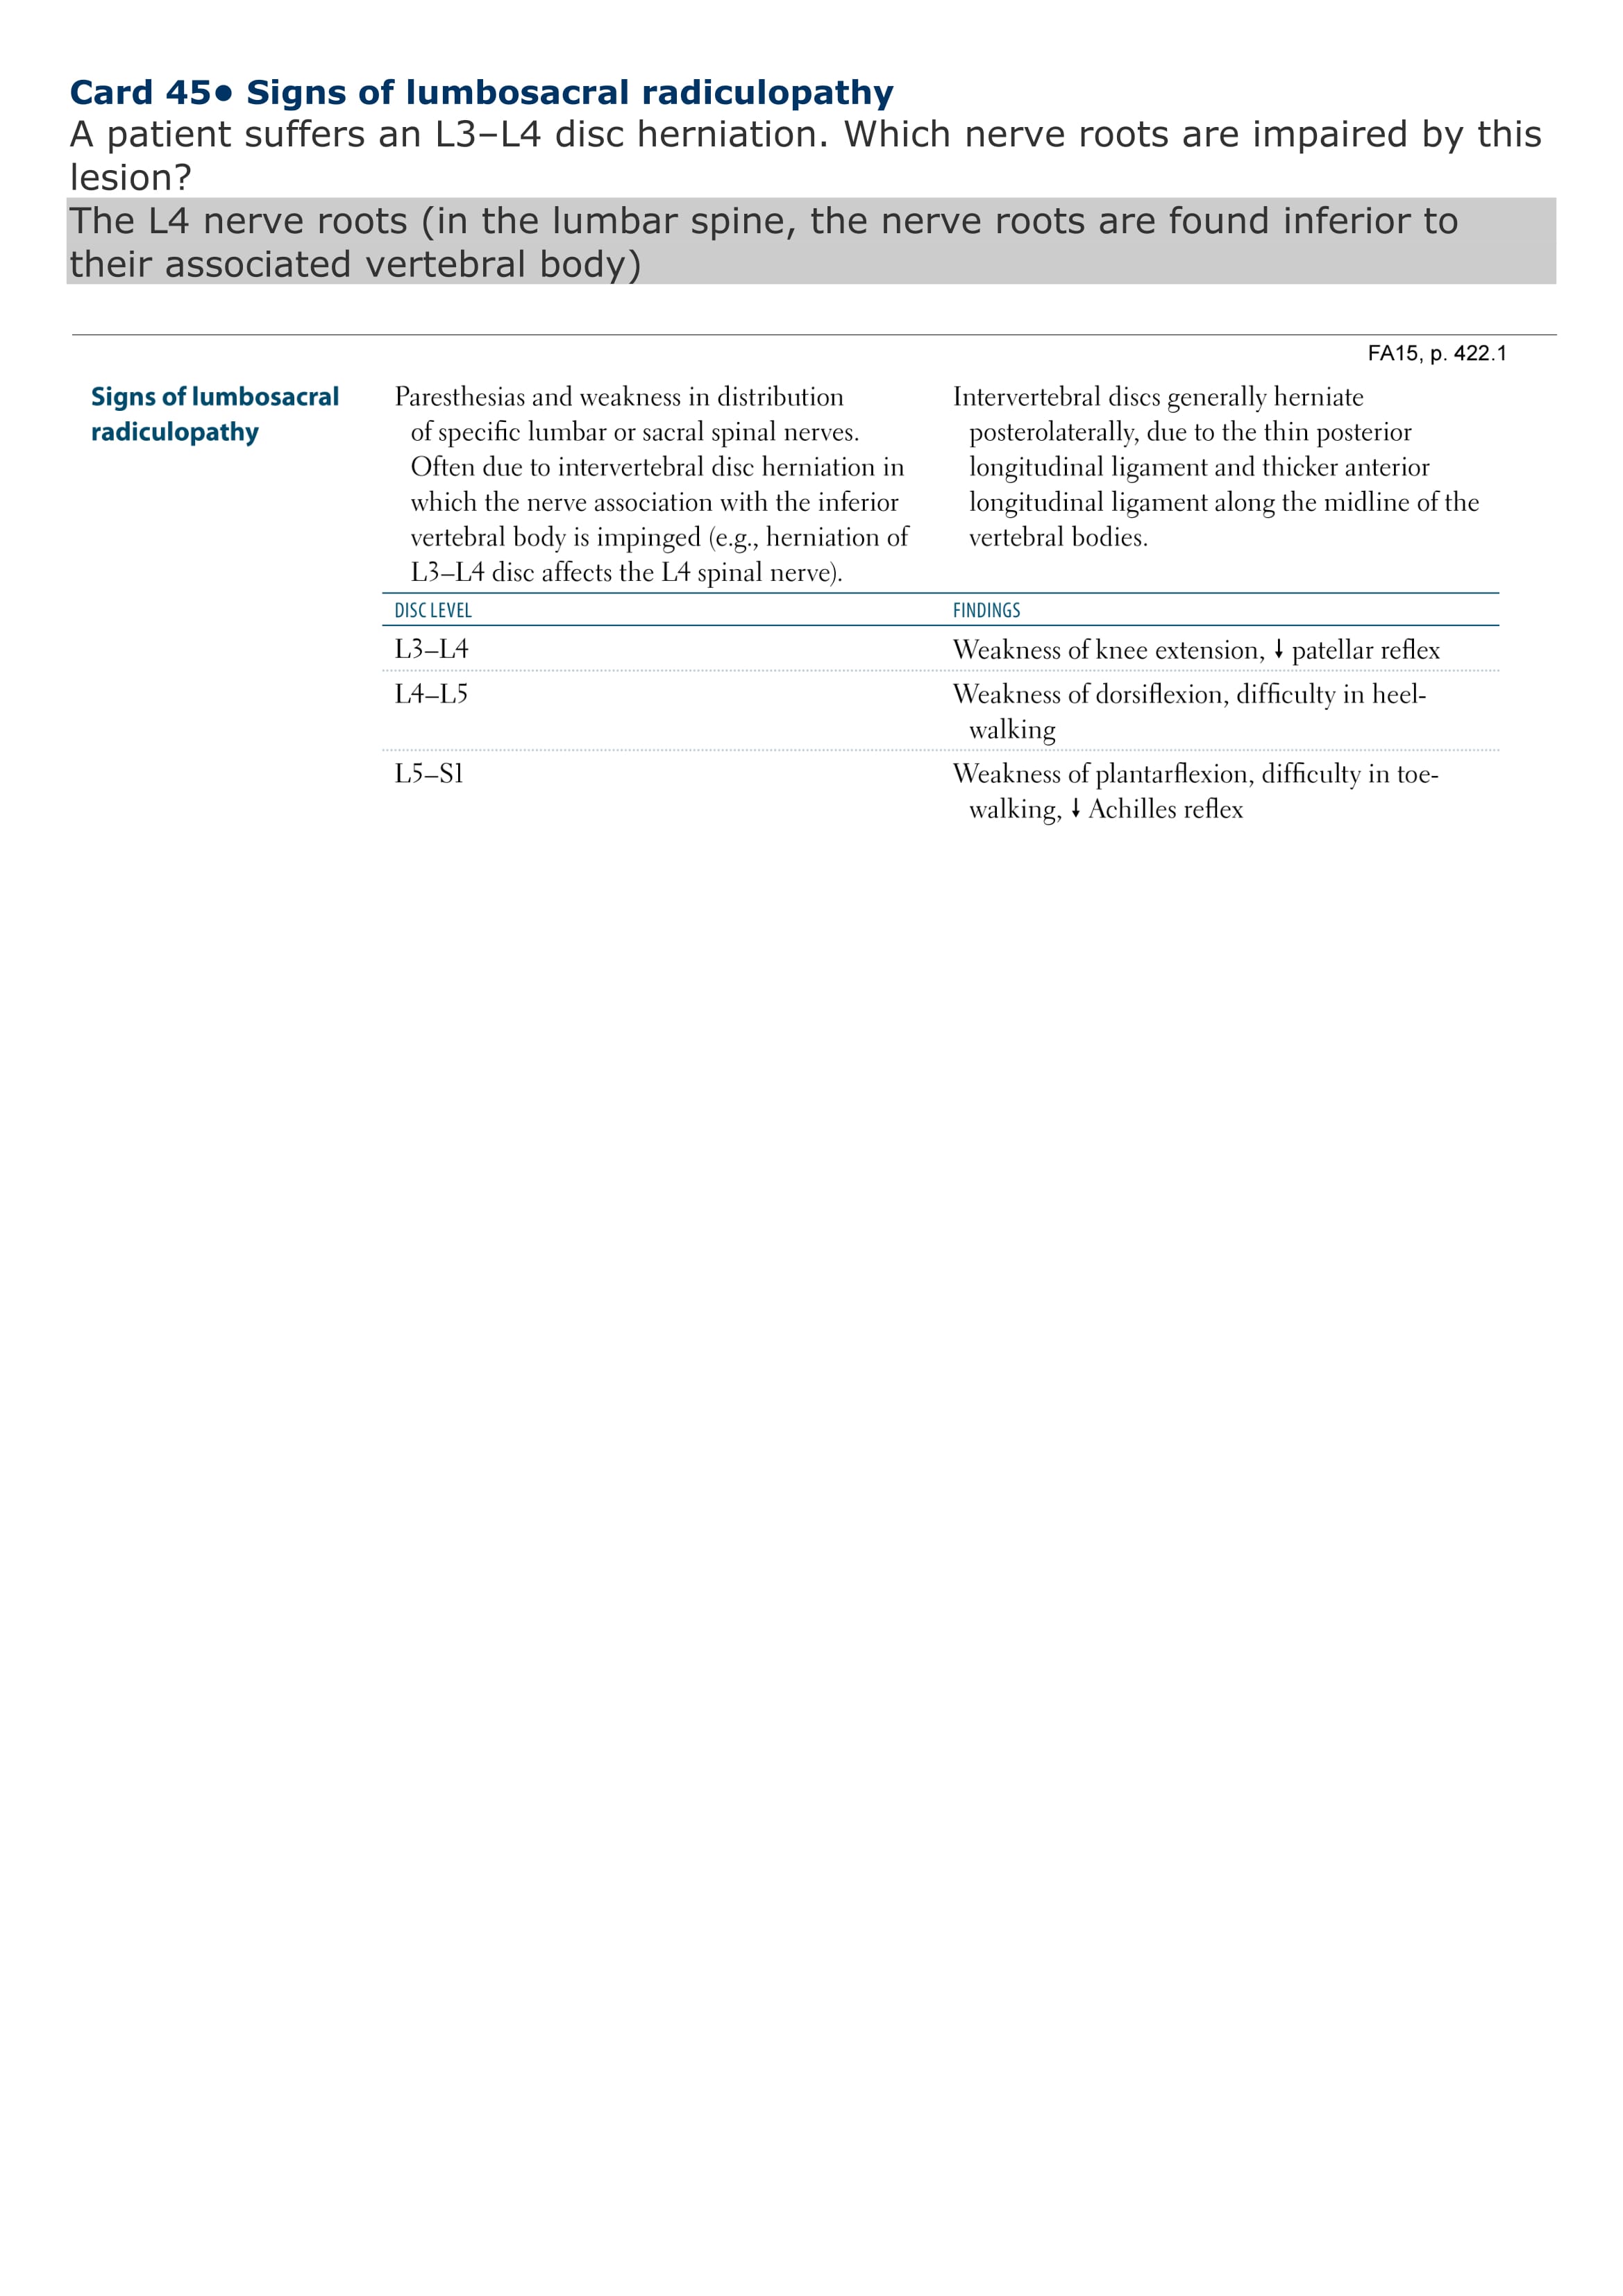 Card 45● Signs of lumbosacral radiculopathy
A patient suffers an L3–L4 disc herniation. Which nerve roots are impaired by this
lesion?
The L4 nerve roots (in the lumbar spine, the nerve roots are found inferior to
their associated vertebral body)
FA15, p. 422.1
Signs of lumbosacral
radiculopathy
Paresthesias and weakness in distribution
of specific lumbar or sacral spinal nerves.
Often due to intervertebral disc herniation in
which the nerve association with the inferior
vertebral body is impinged (e.g., herniation of
L3–L4 disc affects the L4 spinal nerve).
Intervertebral discs generally herniate
posterolaterally, due to the thin posterior
longitudinal ligament and thicker anterior
longitudinal ligament along the midline of the
vertebral bodies.
DISC LEVEL FINDINGS
L3–L4 Weakness of knee extension, ↓ patellar reflex
L4–L5 Weakness of dorsiflexion, difficulty in heel-
walking
L5–S1 Weakness of plantarflexion, difficulty in toe-
walking, ↓ Achilles reflex